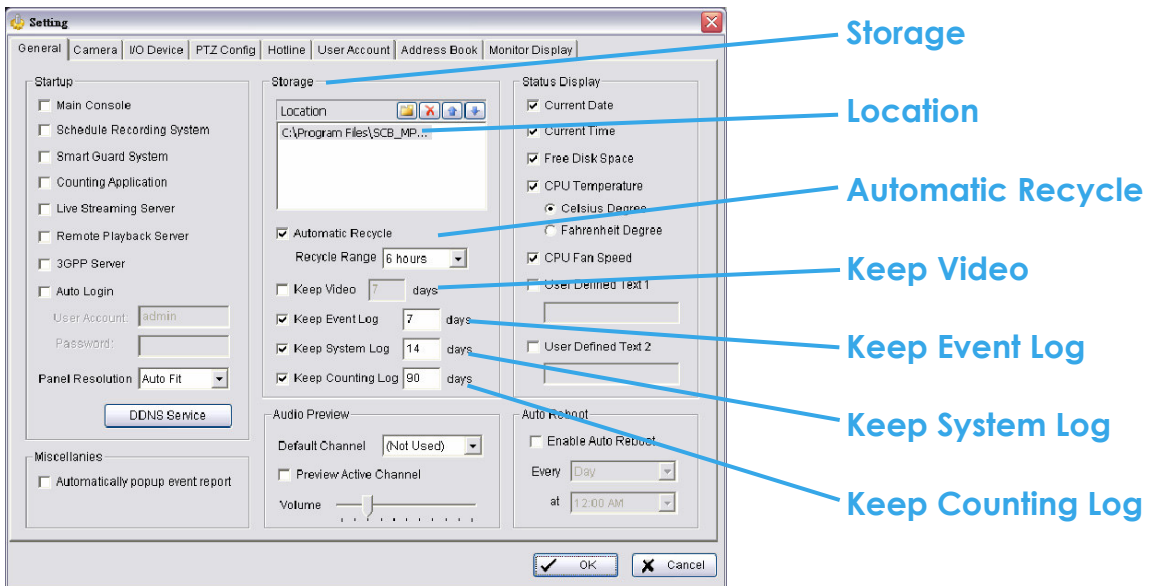 Setting
General Camera I/O Device PTZ Config Hotline User Account Address Book Monitor Display
Startup
Main Console
Schedule Recording System
Smart Guard System
Counting Application
Live Streaming Server
Remote Playback Server
3GPP Server
Auto Login
User Account: admin
Password:
Panel Resolution Auto Fit
DDNS Service
Miscellanies
Automatically popup event report
Storage
Location
C:\Program Files\SCB_MP...
Automatic Recycle
Recycle Range 6 hours
Keep Video 7 days
Keep Event Log 7 days
Keep System Log 14 days
Keep Counting Log 90 days
Audio Preview
Default Channel (Not Used)
Preview Active Channel
Volume
Status Display
Current Date
Current Time
Free Disk Space
CPU Temperature
Celsius Degree
Fahrenheit Degree
CPU Fan Speed
User Defined Text 1
User Defined Text 2
Auto Reboot
Enable Auto Reboot
Every Day
at 12:00 AM
OK Cancel
Storage
Location
Automatic Recycle
Keep Video
Keep Event Log
Keep System Log
Keep Counting Log